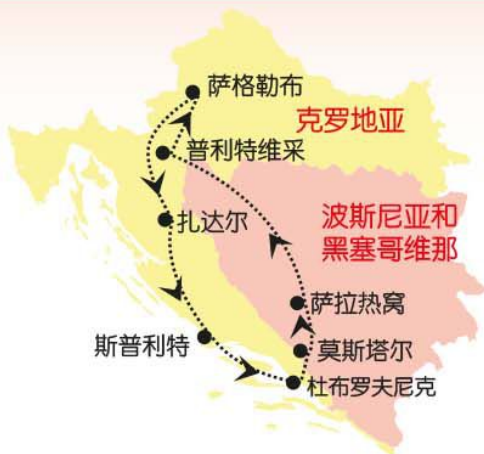 萨格勒布
克罗地亚
普利特维采
扎达尔
波斯尼亚和
黑塞哥维那
萨拉热窝
斯普利特
莫斯塔尔
杜布罗夫尼克